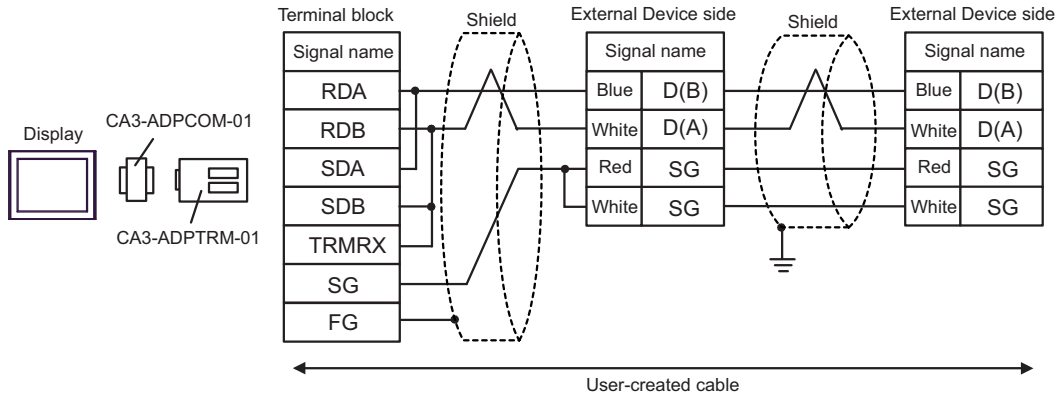 Display
CA3-ADPCOM-01
CA3-ADPTRM-01
Terminal block
Signal name
RDA
RDB
SDA
SDB
TRMRX
SG
FG
Shield
External Device side
Signal name
Blue D(B)
White D(A)
Red SG
White SG
Shield
External Device side
Signal name
Blue D(B)
White D(A)
Red SG
White SG
User-created cable